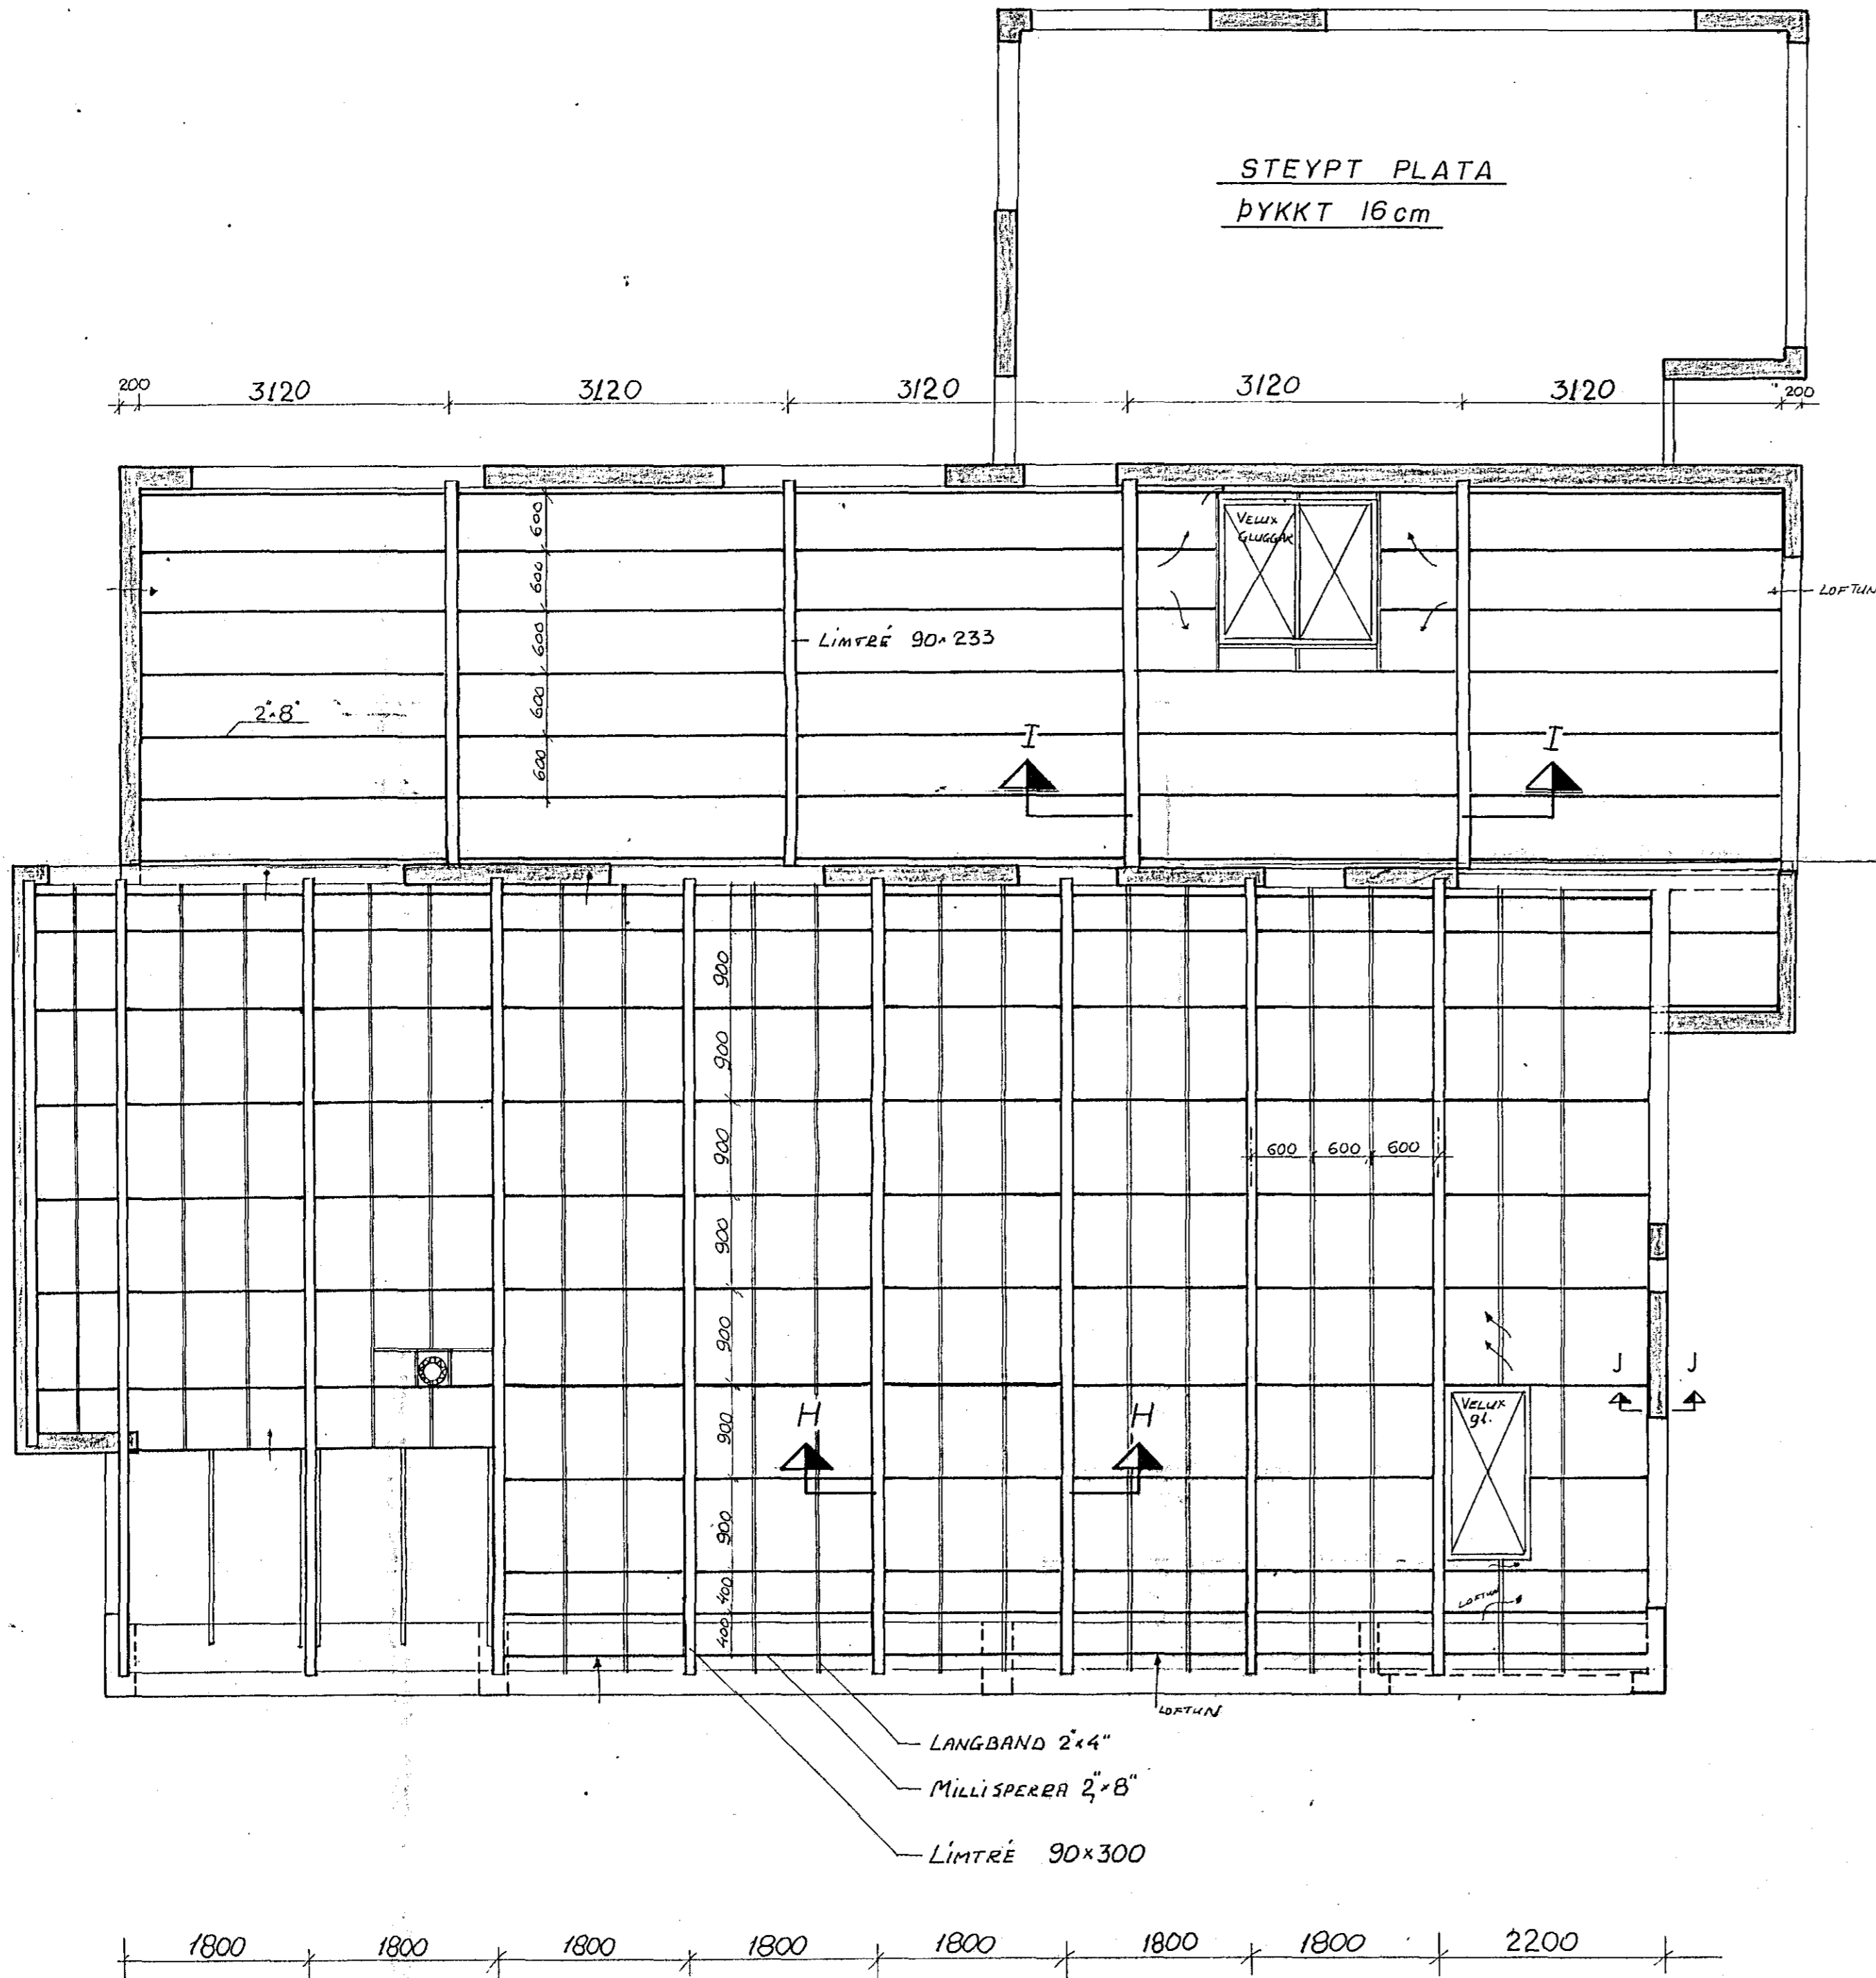 STEYPT PLATA
ÞYKKT 16 cm
200 3120 3120 3120 3120 3120 200
VELUX
GLUGGAR
600
600
600
600
600
LOFTUN
LÍMTRÉ 90×233
2"×8"
I I
900
900
900
900
900
900
900
400
400
600 600 600
J J
VELUX
gl.
H H
LOFTUN
LOFTUN
LANGBAND 2"×4"
MILLISPERRA 2"×8"
LÍMTRÉ 90×300
1800 1800 1800 1800 1800 1800 1800 2200